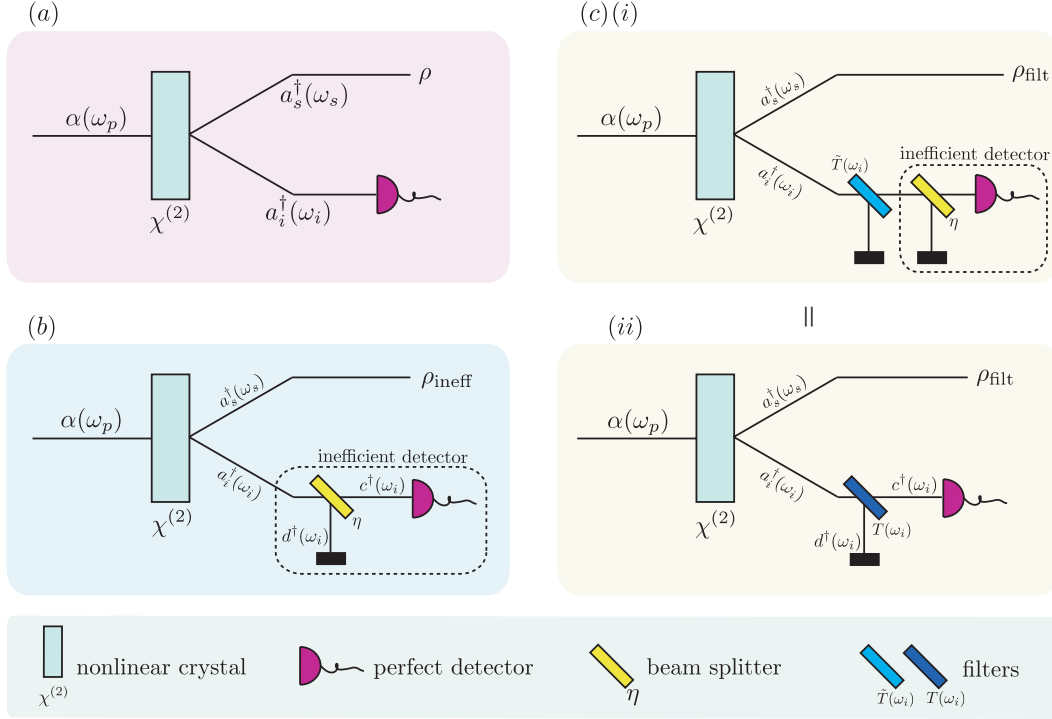 (a)
α(ω_p)
χ^(2)
a_s^†(ω_s)
a_i^†(ω_i)
ρ
(b)
α(ω_p)
χ^(2)
a_s^†(ω_s)
a_i^†(ω_i)
ρ_ineff
inefficient detector
c^†(ω_i)
η
d^†(ω_i)
(c) (i)
α(ω_p)
χ^(2)
a_s^†(ω_s)
a_i^†(ω_i)
ρ_filt
inefficient detector
T̃(ω_i)
η
=
(ii)
α(ω_p)
χ^(2)
a_s^†(ω_s)
a_i^†(ω_i)
ρ_filt
c^†(ω_i)
T(ω_i)
d^†(ω_i)
χ^(2)
nonlinear crystal
perfect detector
η
beam splitter
T̃(ω_i) T(ω_i)
filters